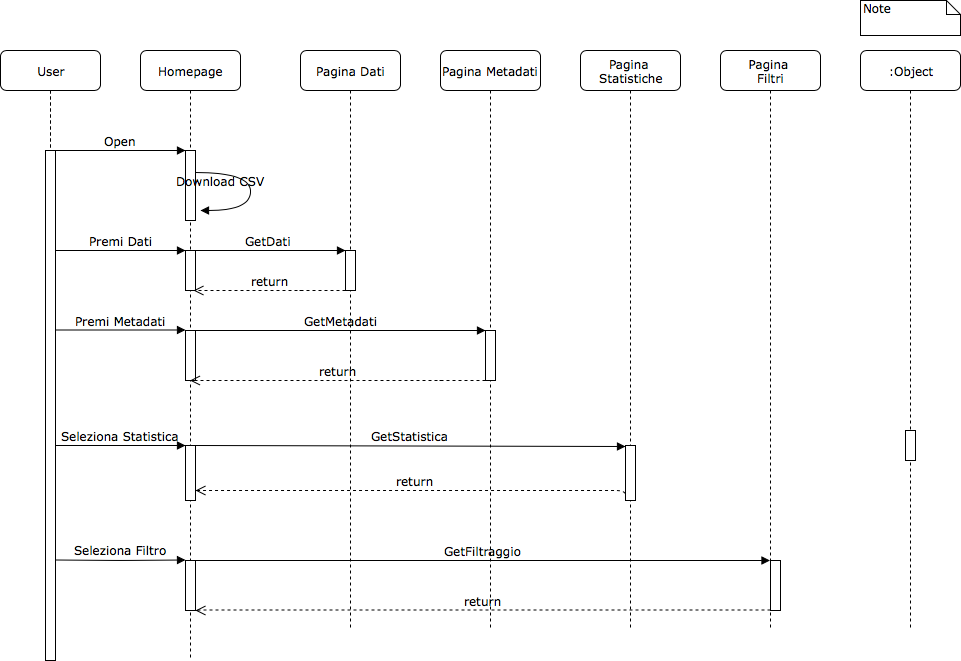 Note
User
Homepage
Pagina Dati
Pagina Metadati
Pagina
Statistiche
Pagina
Filtri
:Object
Open
Download CSV
Premi Dati
GetDati
return
Premi Metadati
GetMetadati
return
Seleziona Statistica
GetStatistica
return
Seleziona Filtro
GetFiltraggio
return